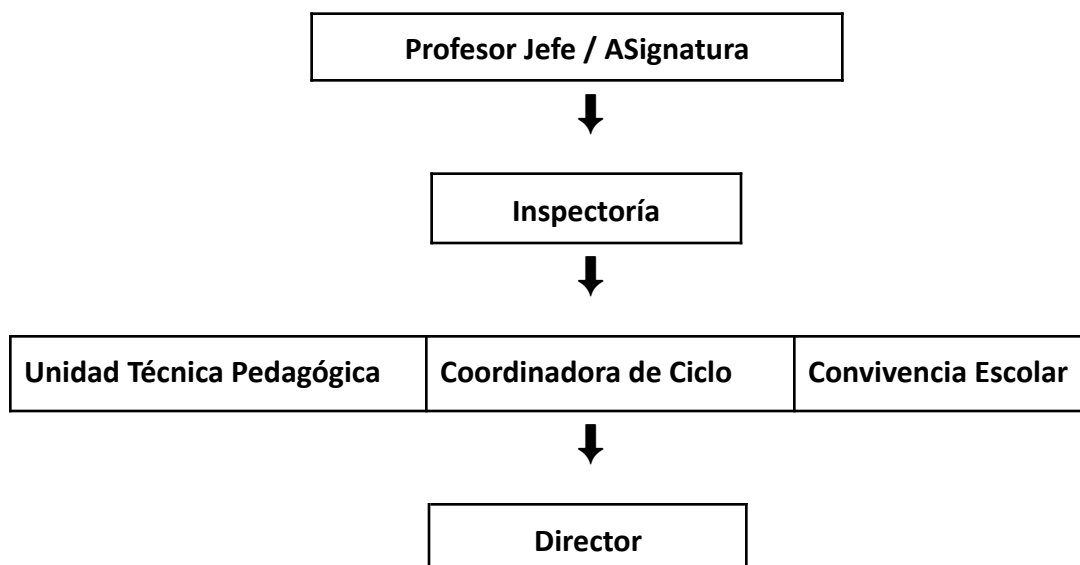 Profesor Jefe / ASignatura
Inspectoría
Unidad Técnica Pedagógica
Coordinadora de Ciclo
Convivencia Escolar
Director